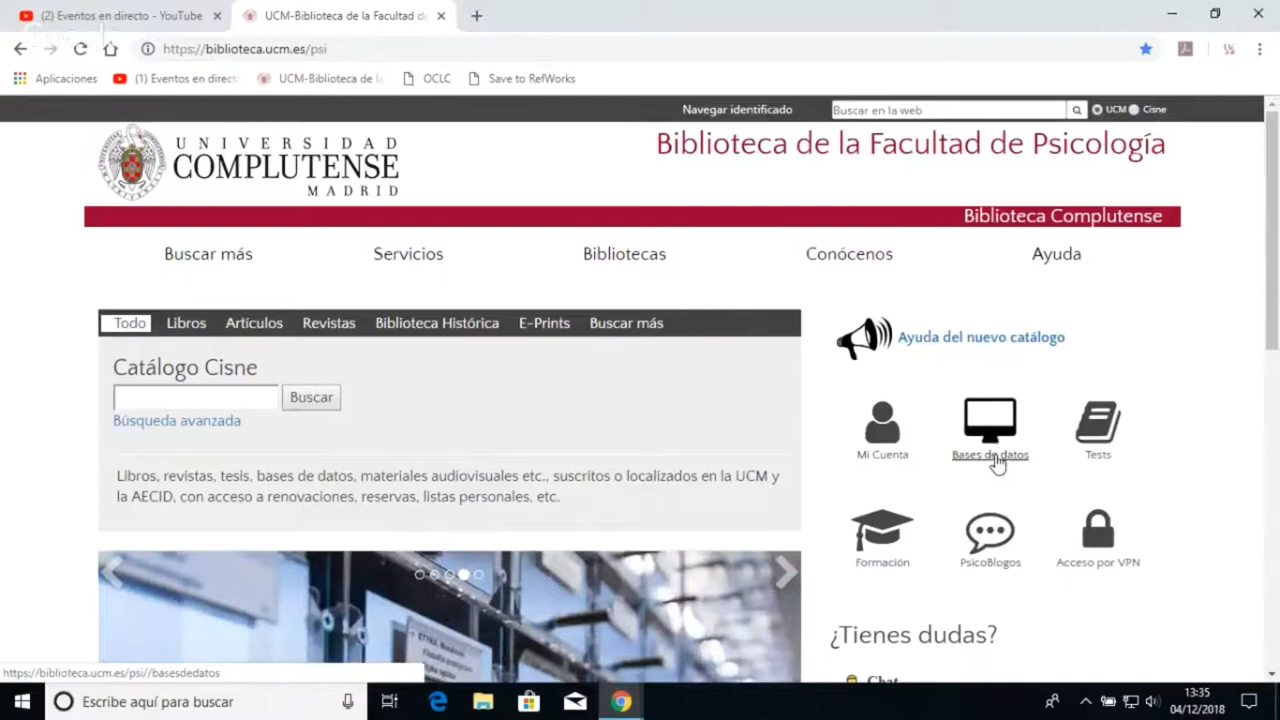 (2) Eventos en directo - YouTube
UCM-Biblioteca de la Facultad de
https://biblioteca.ucm.es/psi
Aplicaciones
(1) Eventos en direct
UCM-Biblioteca de la
OCLC
Save to RefWorks
Navegar identificado
Buscar en la web
UCM
Cisne
UNIVERSIDAD
COMPLUTENSE
MADRID
Biblioteca de la Facultad de Psicología
Biblioteca Complutense
Buscar más
Servicios
Bibliotecas
Conócenos
Ayuda
Todo
Libros
Artículos
Revistas
Biblioteca Histórica
E-Prints
Buscar más
Catálogo Cisne
Buscar
Búsqueda avanzada
Libros, revistas, tesis, bases de datos, materiales audiovisuales etc., suscritos o localizados en la UCM y
la AECID, con acceso a renovaciones, reservas, listas personales, etc.
Ayuda del nuevo catálogo
Mi Cuenta
Bases de datos
Tests
Formación
PsicoBlogos
Acceso por VPN
¿Tienes dudas?
Chat
https://biblioteca.ucm.es/psi//basesdedatos
Escribe aquí para buscar
13:35
04/12/2018